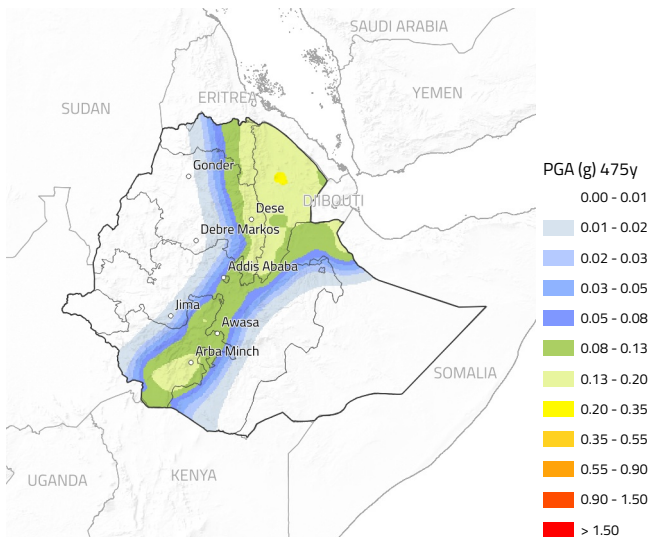 SAUDI ARABIA
YEMEN
ERITREA
SUDAN
Gonder
DJIBOUTI
Dese
Debre Markos
Addis Ababa
Jima
Awasa
Arba Minch
SOMALIA
KENYA
UGANDA
PGA (g) 475y
0.00 - 0.01
0.01 - 0.02
0.02 - 0.03
0.03 - 0.05
0.05 - 0.08
0.08 - 0.13
0.13 - 0.20
0.20 - 0.35
0.35 - 0.55
0.55 - 0.90
0.90 - 1.50
> 1.50